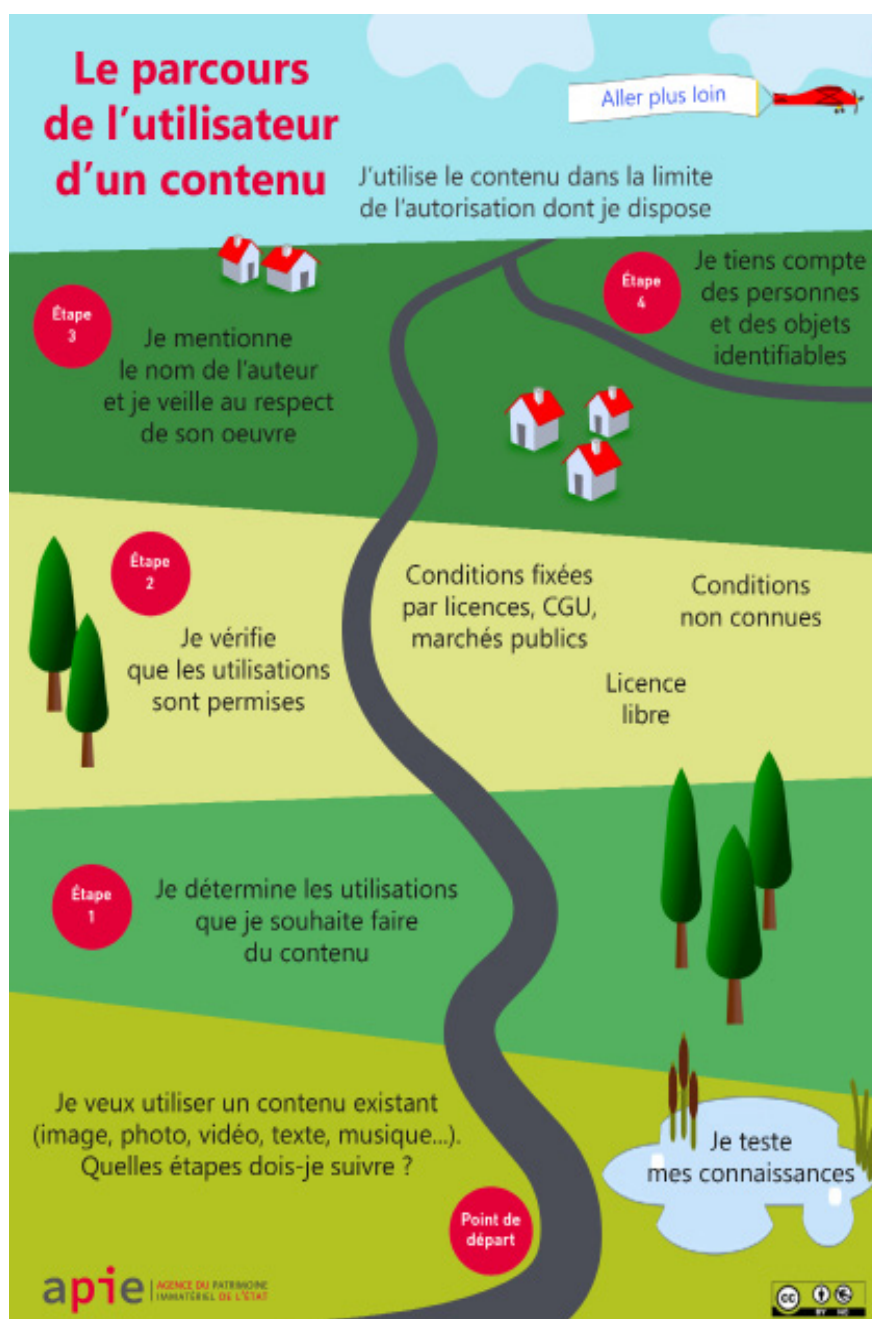 Le parcours
de l'utilisateur
d'un contenu
Aller plus loin
J'utilise le contenu dans la limite
de l'autorisation dont je dispose
Étape
4
Je tiens compte
des personnes
et des objets
identifiables
Étape
3
Je mentionne
le nom de l'auteur
et je veille au respect
de son oeuvre
Étape
2
Je vérifie
que les utilisations
sont permises
Conditions fixées
par licences, CGU,
marchés publics
Conditions
non connues
Licence
libre
Étape
1
Je détermine les utilisations
que je souhaite faire
du contenu
Je veux utiliser un contenu existant
(image, photo, vidéo, texte, musique...).
Quelles étapes dois-je suivre ?
Je teste
mes connaissances
Point de
départ
apie
AGENCE DU PATRIMOINE
IMMATÉRIEL DE L'ÉTAT
cc
BY NC